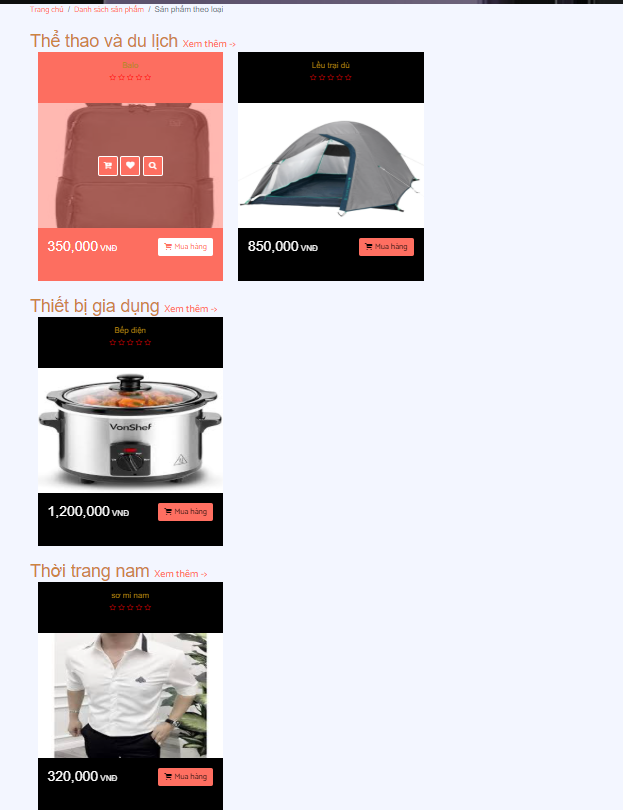 Trang chủ / Danh sách sản phẩm / Sản phẩm theo loại
Thể thao và du lịch Xem thêm ->
Lều trại dù
350,000 VNĐ Mua hàng
850,000 VNĐ Mua hàng
Thiết bị gia dụng Xem thêm ->
Bếp điện
VonShef
1,200,000 VNĐ Mua hàng
Thời trang nam Xem thêm ->
sơ mi nam
320,000 VNĐ Mua hàng